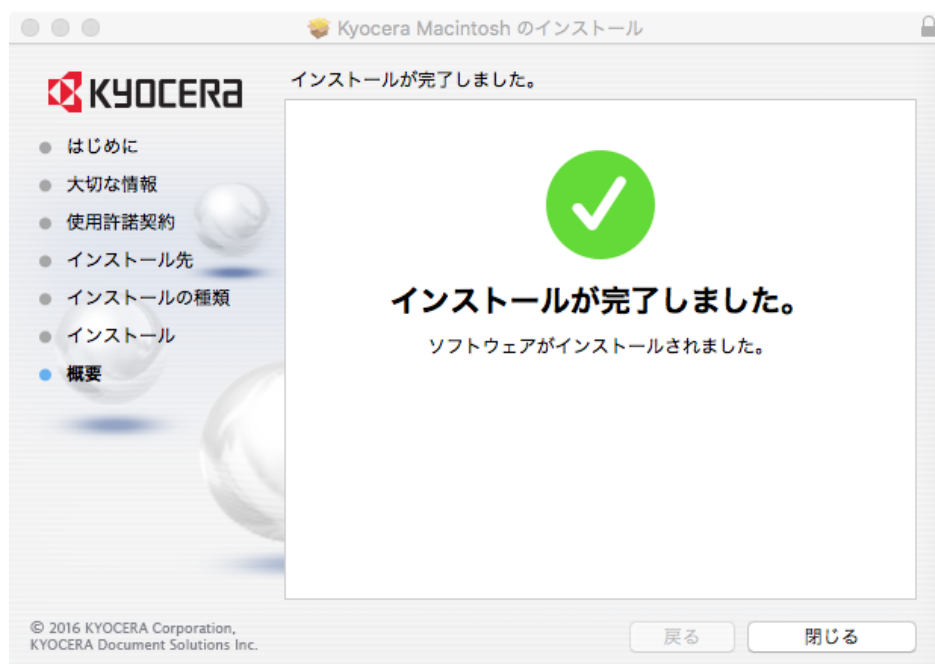 Kyocera Macintosh のインストール
KYOCERA
インストールが完了しました。
はじめに
大切な情報
使用許諾契約
インストール先
インストールの種類
インストール
概要
インストールが完了しました。
ソフトウェアがインストールされました。
© 2016 KYOCERA Corporation,
KYOCERA Document Solutions Inc.
戻る
閉じる